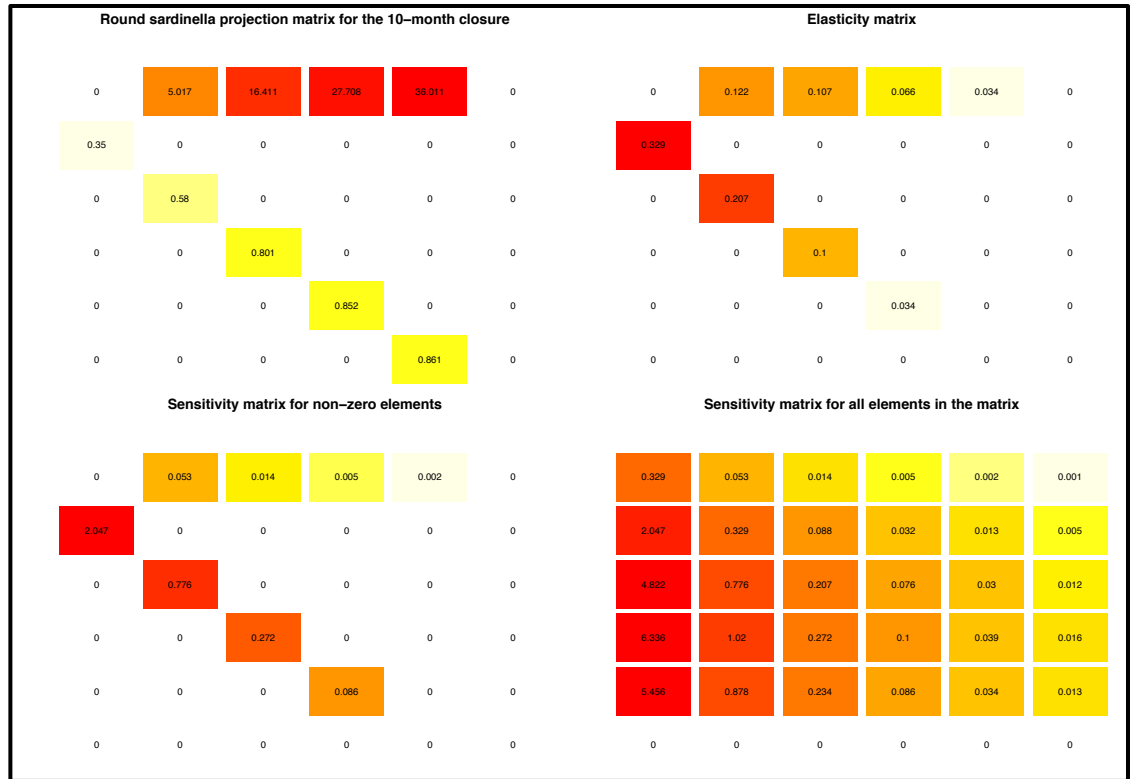 Round sardinella projection matrix for the 10−month closure
0 5.017 16.411 27.708 36.011 0
0.35 0 0 0 0 0
0 0.58 0 0 0 0
0 0 0.801 0 0 0
0 0 0 0.852 0 0
0 0 0 0 0.861 0
Elasticity matrix
0 0.122 0.107 0.066 0.034 0
0.329 0 0 0 0 0
0 0.207 0 0 0 0
0 0 0.1 0 0 0
0 0 0 0.034 0 0
0 0 0 0 0 0
Sensitivity matrix for non−zero elements
0 0.053 0.014 0.005 0.002 0
2.047 0 0 0 0 0
0 0.776 0 0 0 0
0 0 0.272 0 0 0
0 0 0 0.086 0 0
0 0 0 0 0 0
Sensitivity matrix for all elements in the matrix
0.329 0.053 0.014 0.005 0.002 0.001
2.047 0.329 0.088 0.032 0.013 0.005
4.822 0.776 0.207 0.076 0.03 0.012
6.336 1.02 0.272 0.1 0.039 0.016
5.456 0.878 0.234 0.086 0.034 0.013
0 0 0 0 0 0